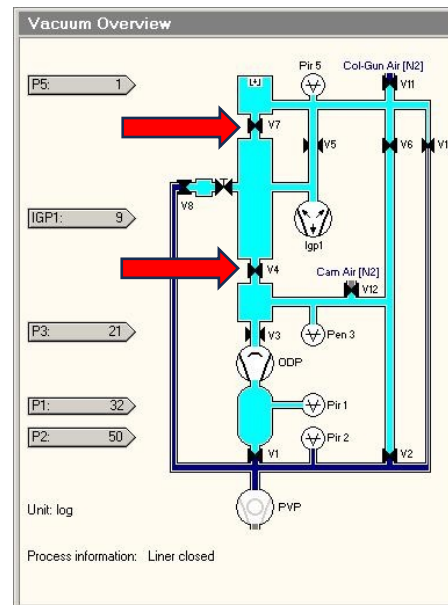 Vacuum Overview
Pir 5
Col-Gun Air [N2]
P5: 1
V11
V7
V5
V6
V1
V8
IGP1: 9
Igp1
V4
Cam Air [N2]
V12
P3: 21
V3
Pen 3
ODP
P1: 32
Pir 1
P2: 50
Pir 2
V1
V2
Unit: log
PVP
Process information: Liner closed